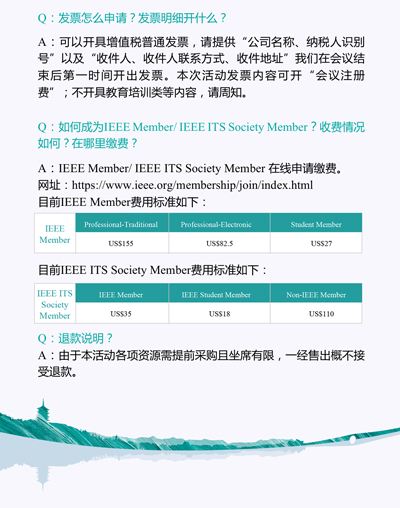 Q：发票怎么申请？发票明细开什么？
A：可以开具增值税普通发票，请提供“公司名称、纳税人识别
号”以及“收件人、收件人联系方式、收件地址”我们在会议结
束后第一时间开出发票。本次活动发票内容可开“会议注册
费”；不开具教育培训类等内容，请周知。
Q：如何成为IEEE Member/ IEEE ITS Society Member？收费情况
如何？在哪里缴费？
A：IEEE Member/ IEEE ITS Society Member 在线申请缴费。
网址：https://www.ieee.org/membership/join/index.html
目前IEEE Member费用标准如下：
IEEE Member
Professional-Traditional Professional-Electronic Student Member
US$155 US$82.5 US$27
目前IEEE ITS Society Member费用标准如下：
IEEE ITS Society Member
IEEE Member IEEE Student Member Non-IEEE Member
US$35 US$18 US$110
Q：退款说明？
A：由于本活动各项资源需提前采购且坐席有限，一经售出概不接
受退款。